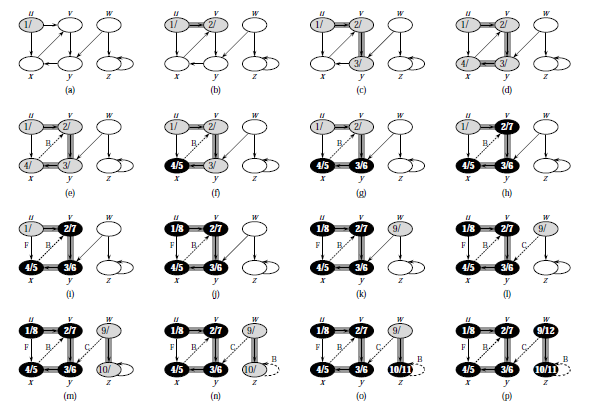 u v w
1/
x y z
(a)
u v w
1/ 2/
x y z
(b)
u v w
1/ 2/
3/
x y z
(c)
u v w
1/ 2/
4/ 3/
x y z
(d)
u v w
1/ 2/
B
4/ 3/
x y z
(e)
u v w
1/ 2/
B
4/5 3/
x y z
(f)
u v w
1/ 2/
B
4/5 3/6
x y z
(g)
u v w
1/ 2/7
B
4/5 3/6
x y z
(h)
u v w
1/ 2/7
F B
4/5 3/6
x y z
(i)
u v w
1/8 2/7
F B
4/5 3/6
x y z
(j)
u v w
1/8 2/7 9/
F B
4/5 3/6
x y z
(k)
u v w
1/8 2/7 9/
F B C
4/5 3/6
x y z
(l)
u v w
1/8 2/7 9/
F B C
4/5 3/6 10/
x y z
(m)
u v w
1/8 2/7 9/
F B C
B
4/5 3/6 10/
x y z
(n)
u v w
1/8 2/7 9/
F B C
B
4/5 3/6 10/11
x y z
(o)
u v w
1/8 2/7 9/12
F B C
B
4/5 3/6 10/11
x y z
(p)